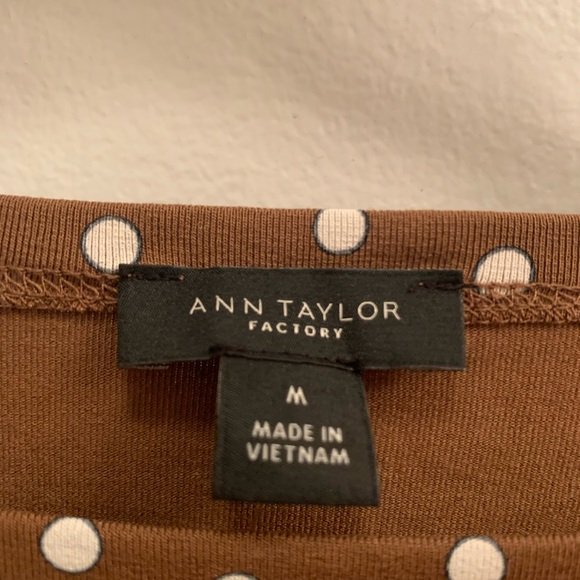 ANN TAYLOR
FACTORY
M
MADE IN
VIETNAM